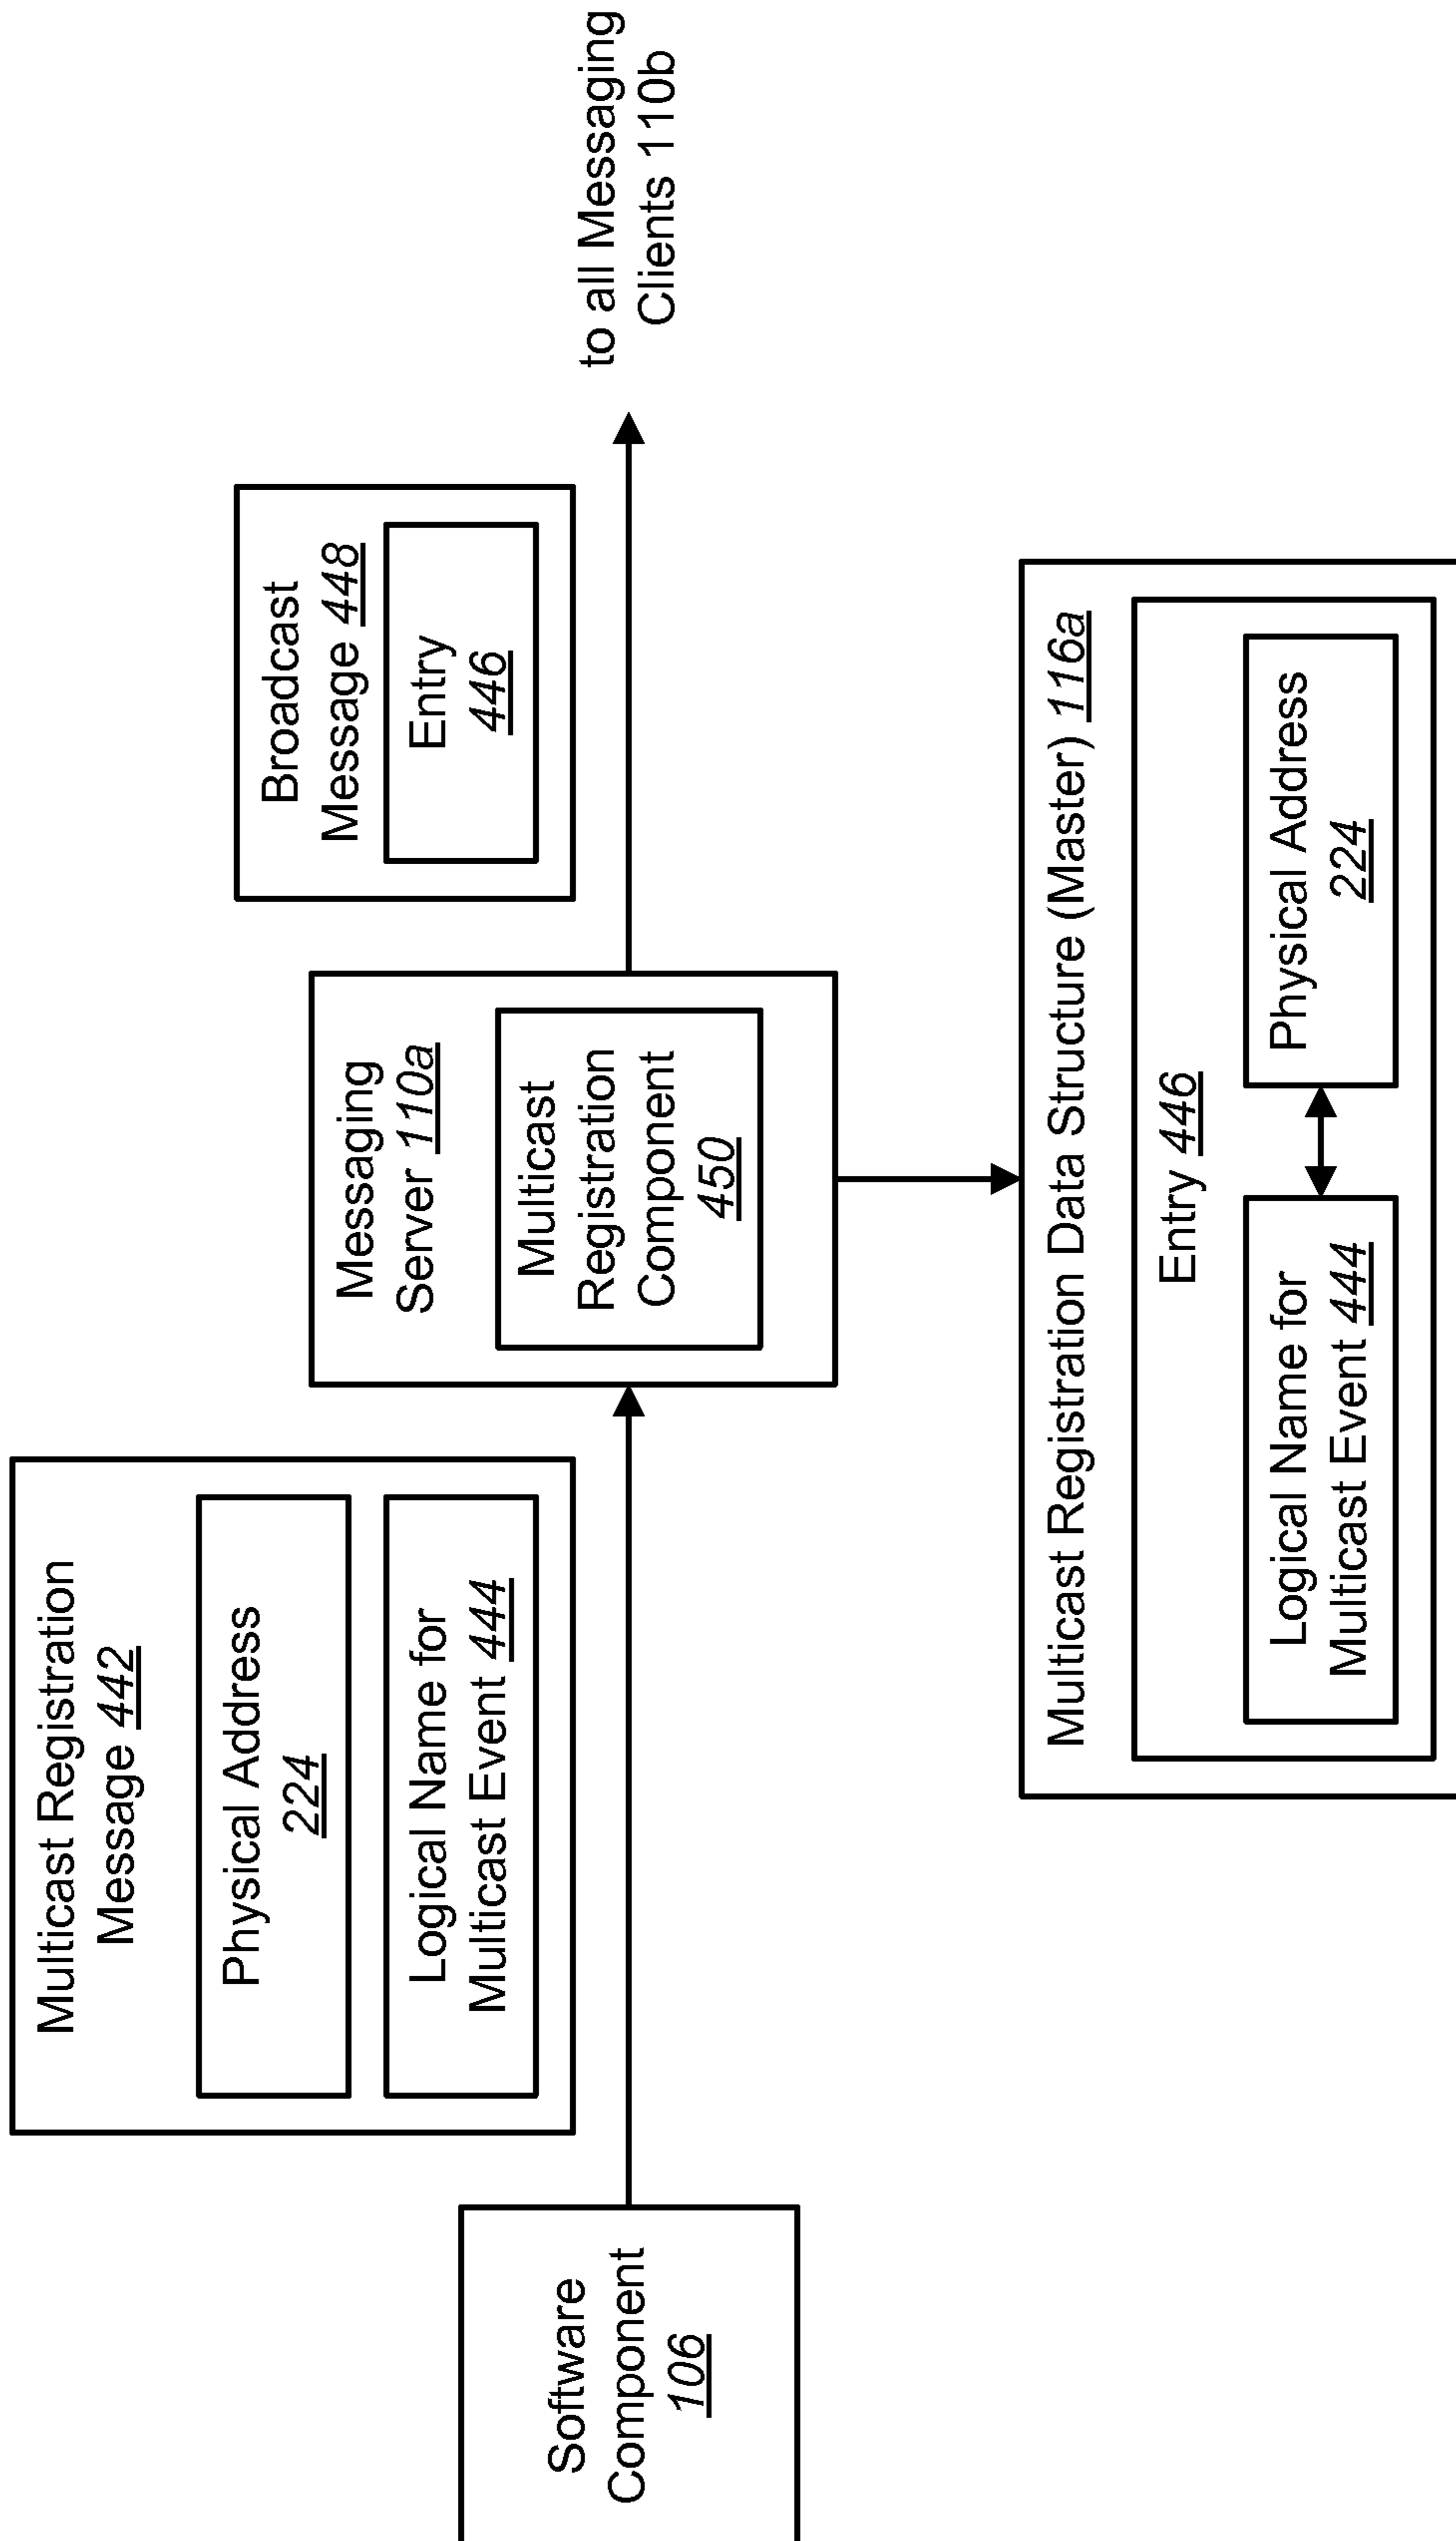 Multicast Registration
Message 442
Physical Address
224
Logical Name for
Multicast Event 444
Broadcast
Message 448
Entry
446
Software
Component
106
Messaging
Server 110a
Multicast
Registration
Component
450
to all Messaging
Clients 110b
Multicast Registration Data Structure (Master) 116a
Entry 446
Logical Name for
Multicast Event 444
Physical Address
224